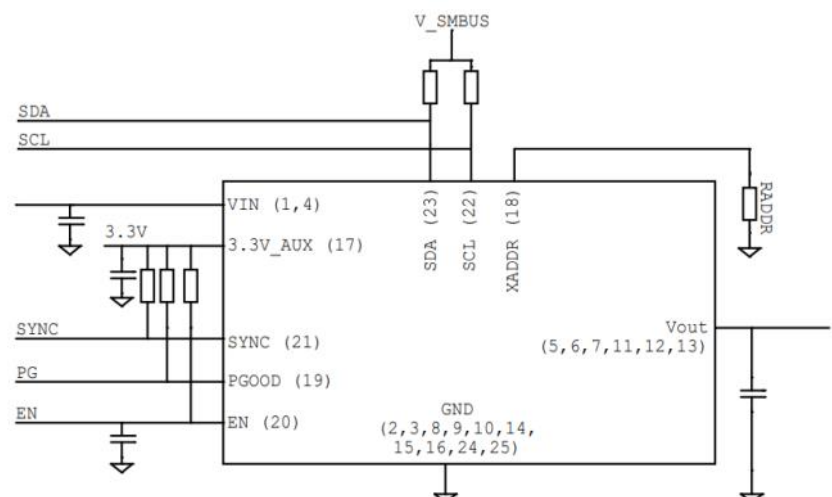 V_SMBUS
SDA
SCL
VIN (1,4)
SDA (23)
SCL (22)
XADDR (18)
RADDR
3.3V
3.3V_AUX (17)
SYNC
SYNC (21)
Vout
(5,6,7,11,12,13)
PG
PGOOD (19)
EN
EN (20)
GND
(2,3,8,9,10,14,
15,16,24,25)